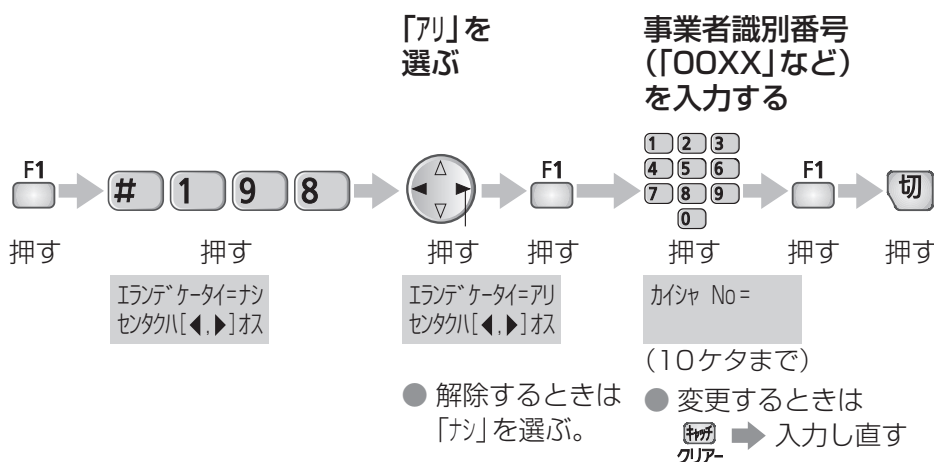 「アリ」を
選ぶ
事業者識別番号
(「00XX」など)
を入力する
F1
# 1 9 8
F1
1 2 3
4 5 6
7 8 9
0
F1
切
押す
押す
押す
押す
押す
押す
押す
エランデ ケータイ=ナシ
センタクハ[◀,▶]オス
エランデ ケータイ=アリ
センタクハ[◀,▶]オス
カイシャ No=
(10ケタまで)
● 解除するときは
「ナシ」を選ぶ。
● 変更するときは
キャッチ ➡ 入力し直す
クリアー